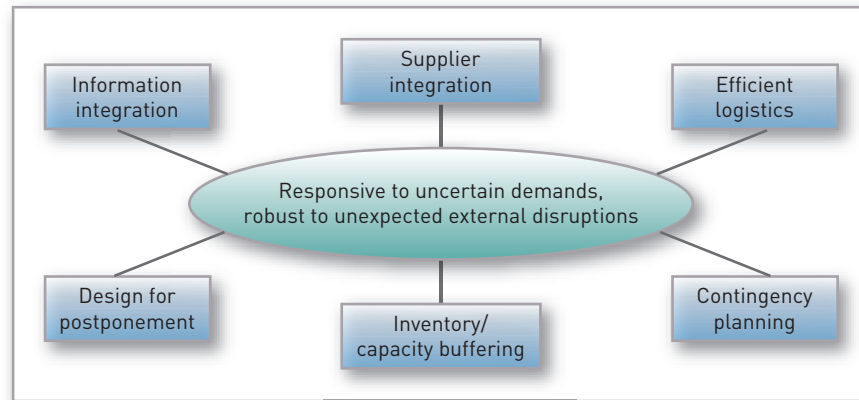 Information
integration
Supplier
integration
Efficient
logistics
Responsive to uncertain demands,
robust to unexpected external disruptions
Design for
postponement
Inventory/
capacity buffering
Contingency
planning